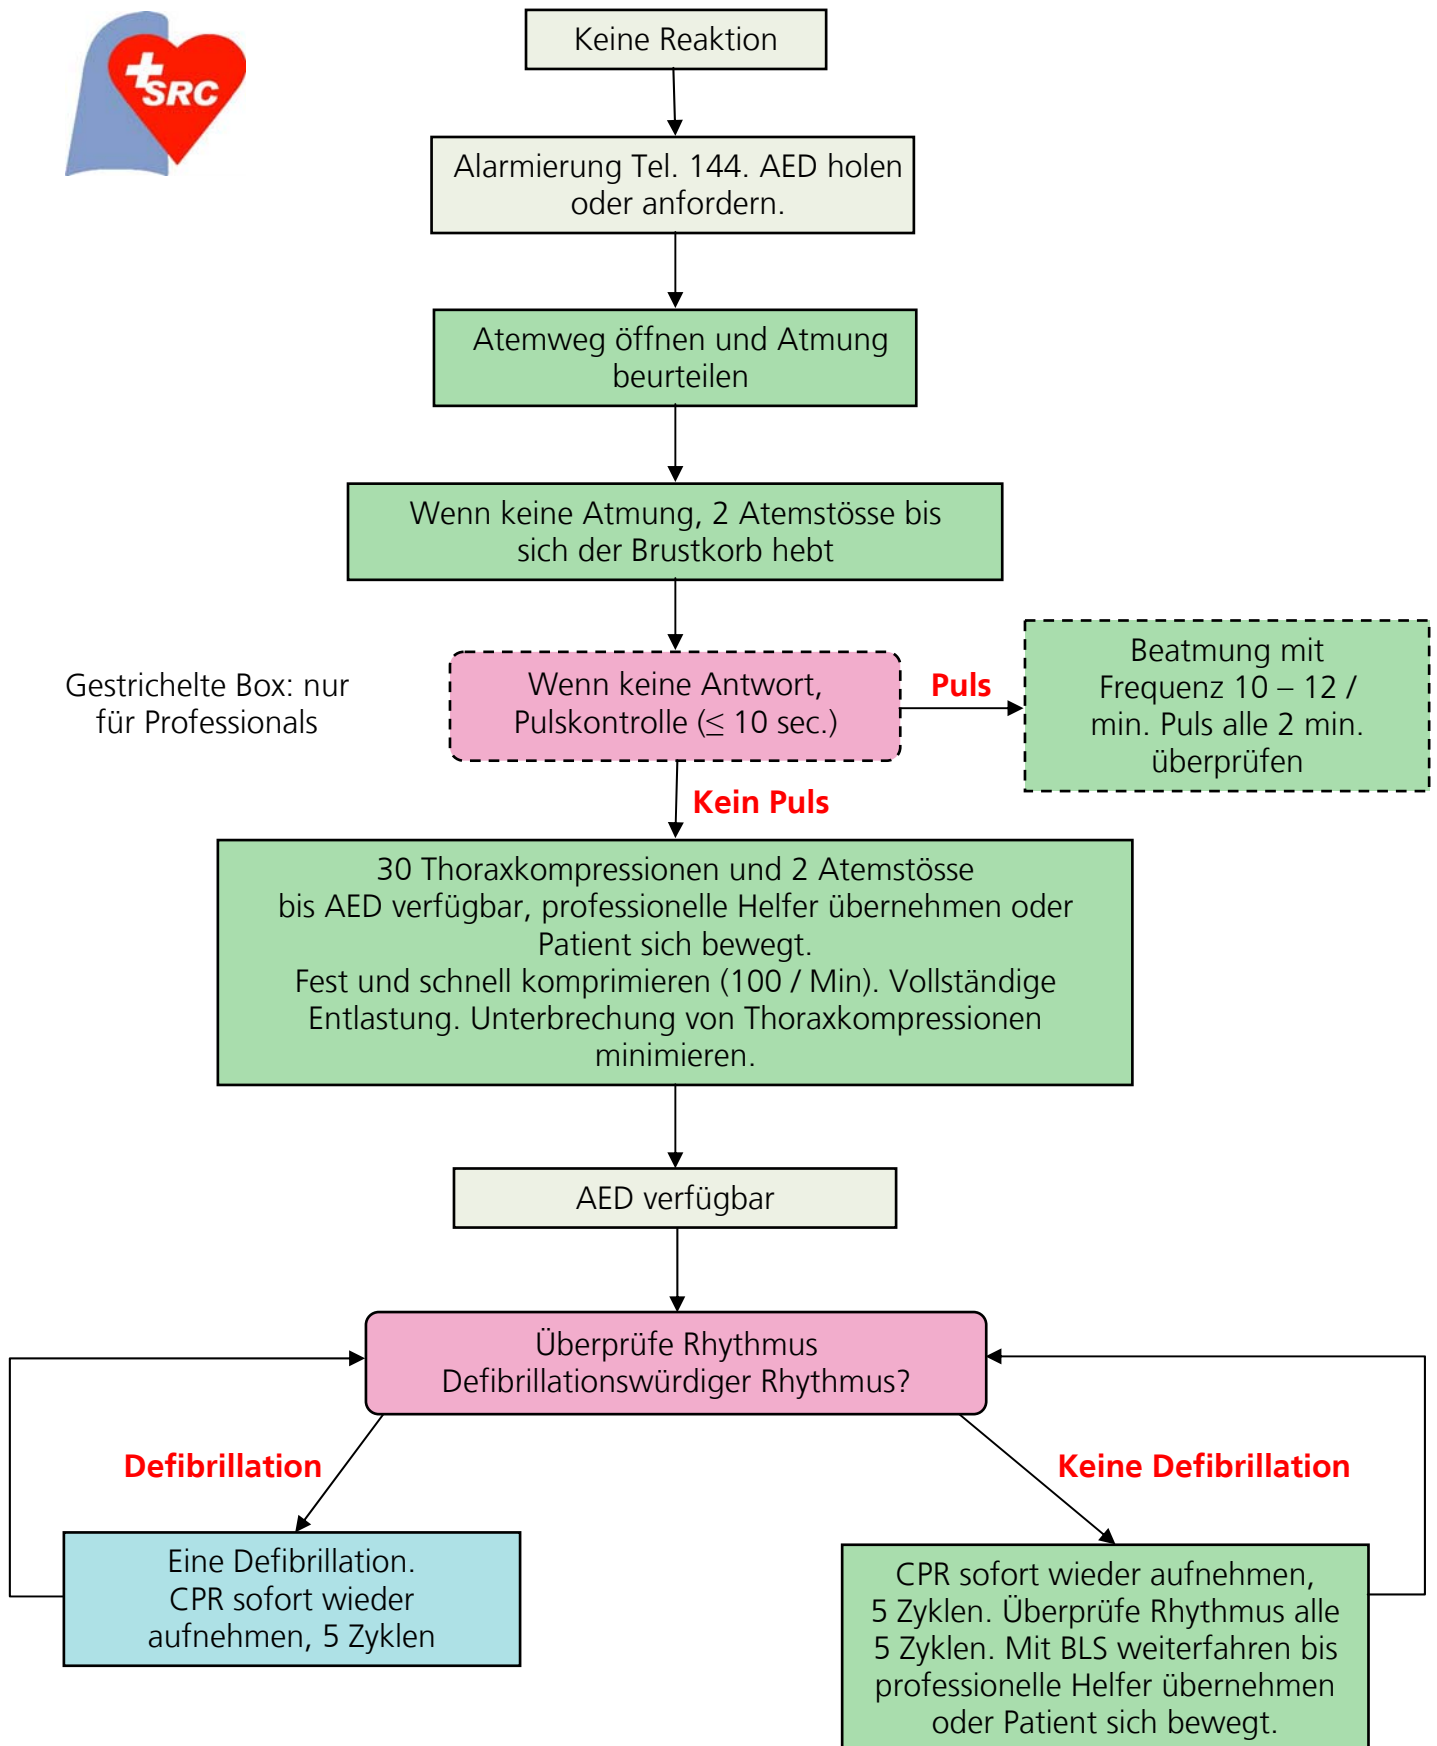 SRC
Keine Reaktion
Alarmierung Tel. 144. AED holen
oder anfordern.
Atemweg öffnen und Atmung
beurteilen
Wenn keine Atmung, 2 Atemstösse bis
sich der Brustkorb hebt
Gestrichelte Box: nur
für Professionals
Wenn keine Antwort,
Pulskontrolle (≤ 10 sec.)
Puls
Beatmung mit
Frequenz 10 – 12 /
min. Puls alle 2 min.
überprüfen
Kein Puls
30 Thoraxkompressionen und 2 Atemstösse
bis AED verfügbar, professionelle Helfer übernehmen oder
Patient sich bewegt.
Fest und schnell komprimieren (100 / Min). Vollständige
Entlastung. Unterbrechung von Thoraxkompressionen
minimieren.
AED verfügbar
Überprüfe Rhythmus
Defibrillationswürdiger Rhythmus?
Defibrillation
Keine Defibrillation
Eine Defibrillation.
CPR sofort wieder
aufnehmen, 5 Zyklen
CPR sofort wieder aufnehmen,
5 Zyklen. Überprüfe Rhythmus alle
5 Zyklen. Mit BLS weiterfahren bis
professionelle Helfer übernehmen
oder Patient sich bewegt.